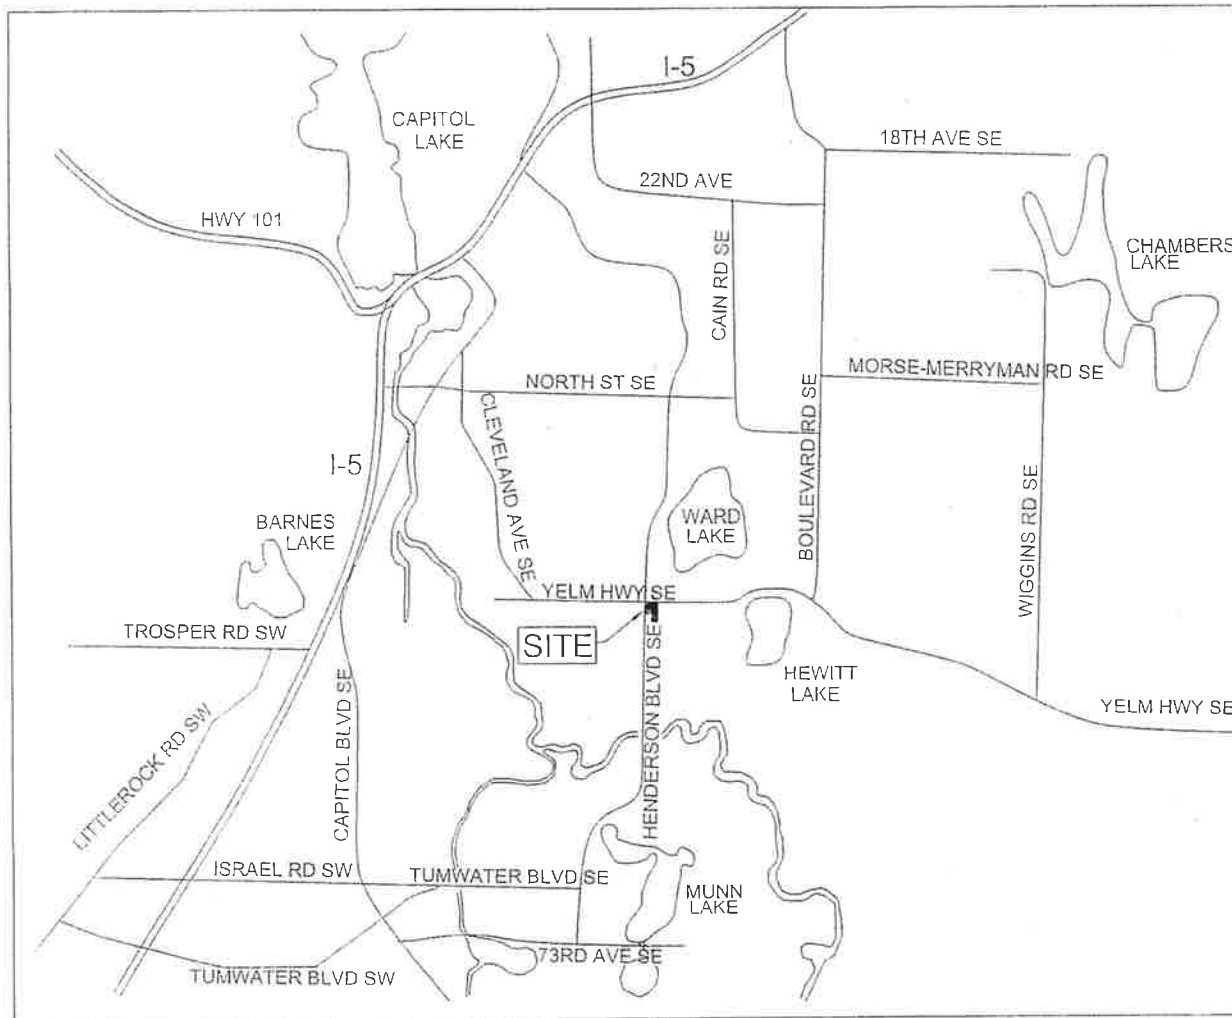 I-5
CAPITOL
LAKE
18TH AVE SE
22ND AVE
HWY 101
CHAMBERS
LAKE
CAIN RD SE
MORSE-MERRYMAN RD SE
NORTH ST SE
CLEVELAND AVE SE
BOULEVARD RD SE
I-5
WIGGINS RD SE
BARNES
LAKE
WARD
LAKE
YELM HWY SE
TROSPER RD SW
SITE
HENDERSON BLVD SE
HEWITT
LAKE
YELM HWY SE
LITTLEROCK RD SW
CAPITOL BLVD SE
ISRAEL RD SW
TUMWATER BLVD SE
MUNN
LAKE
73RD AVE SE
TUMWATER BLVD SW